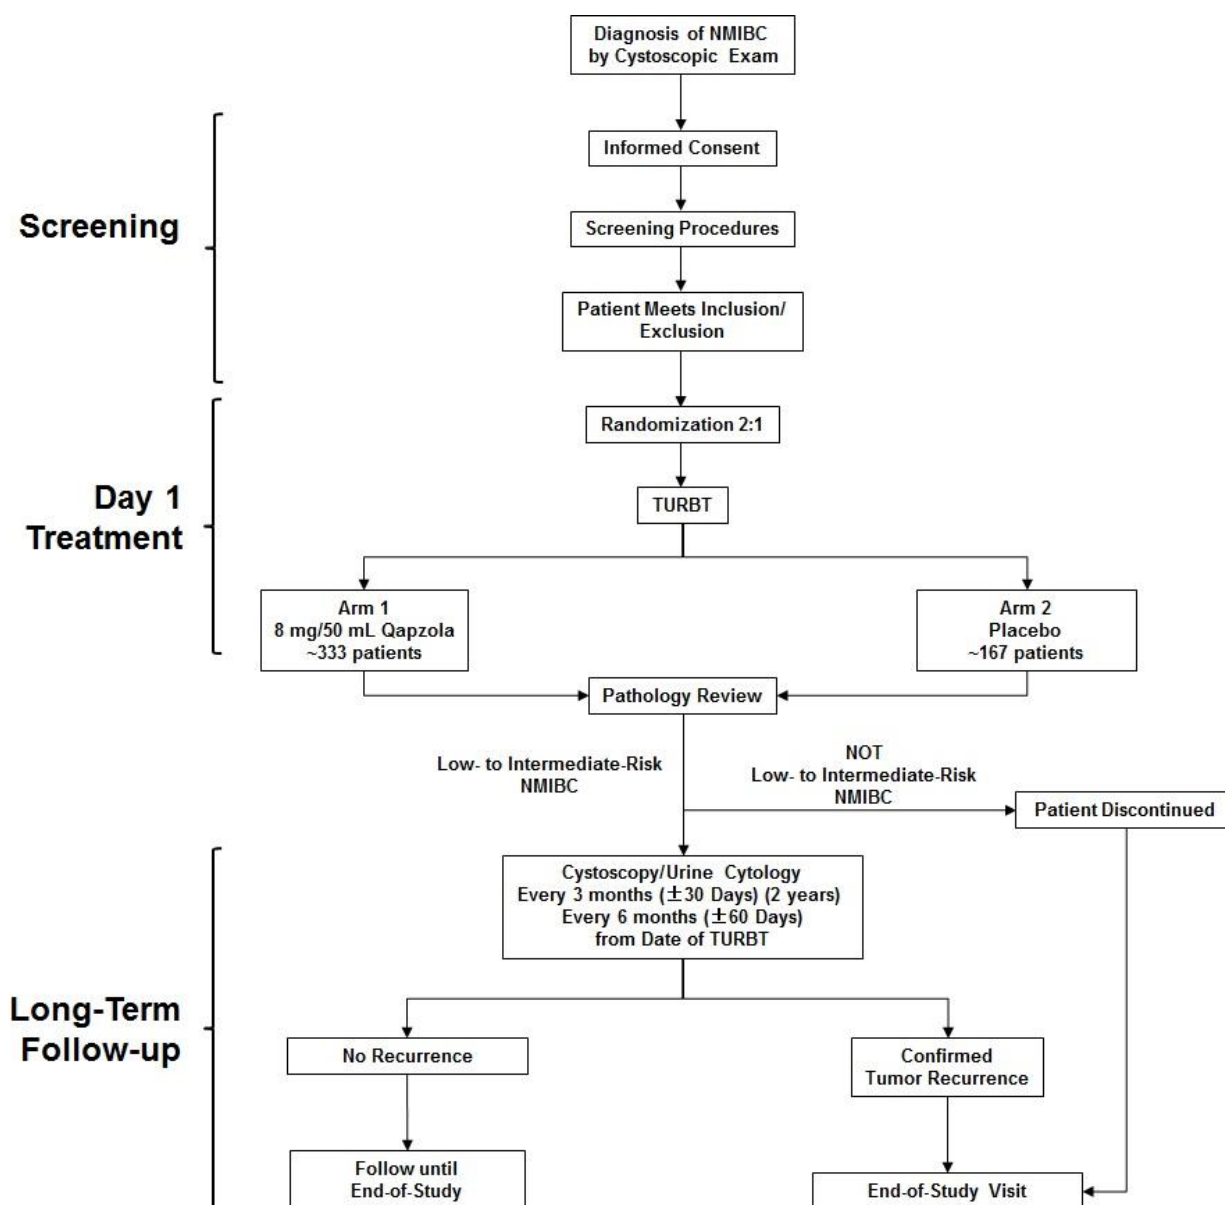 Diagnosis of NMIBC
by Cystoscopic Exam
Screening
Informed Consent
Screening Procedures
Patient Meets Inclusion/
Exclusion
Day 1
Treatment
Randomization 2:1
TURBT
Arm 1
8 mg/50 mL Qapzola
~333 patients
Arm 2
Placebo
~167 patients
Pathology Review
Low- to Intermediate-Risk
NMIBC
NOT
Low- to Intermediate-Risk
NMIBC
Patient Discontinued
Long-Term
Follow-up
Cystoscopy/Urine Cytology
Every 3 months (±30 Days) (2 years)
Every 6 months (±60 Days)
from Date of TURBT
No Recurrence
Confirmed
Tumor Recurrence
Follow until
End-of-Study
End-of-Study Visit